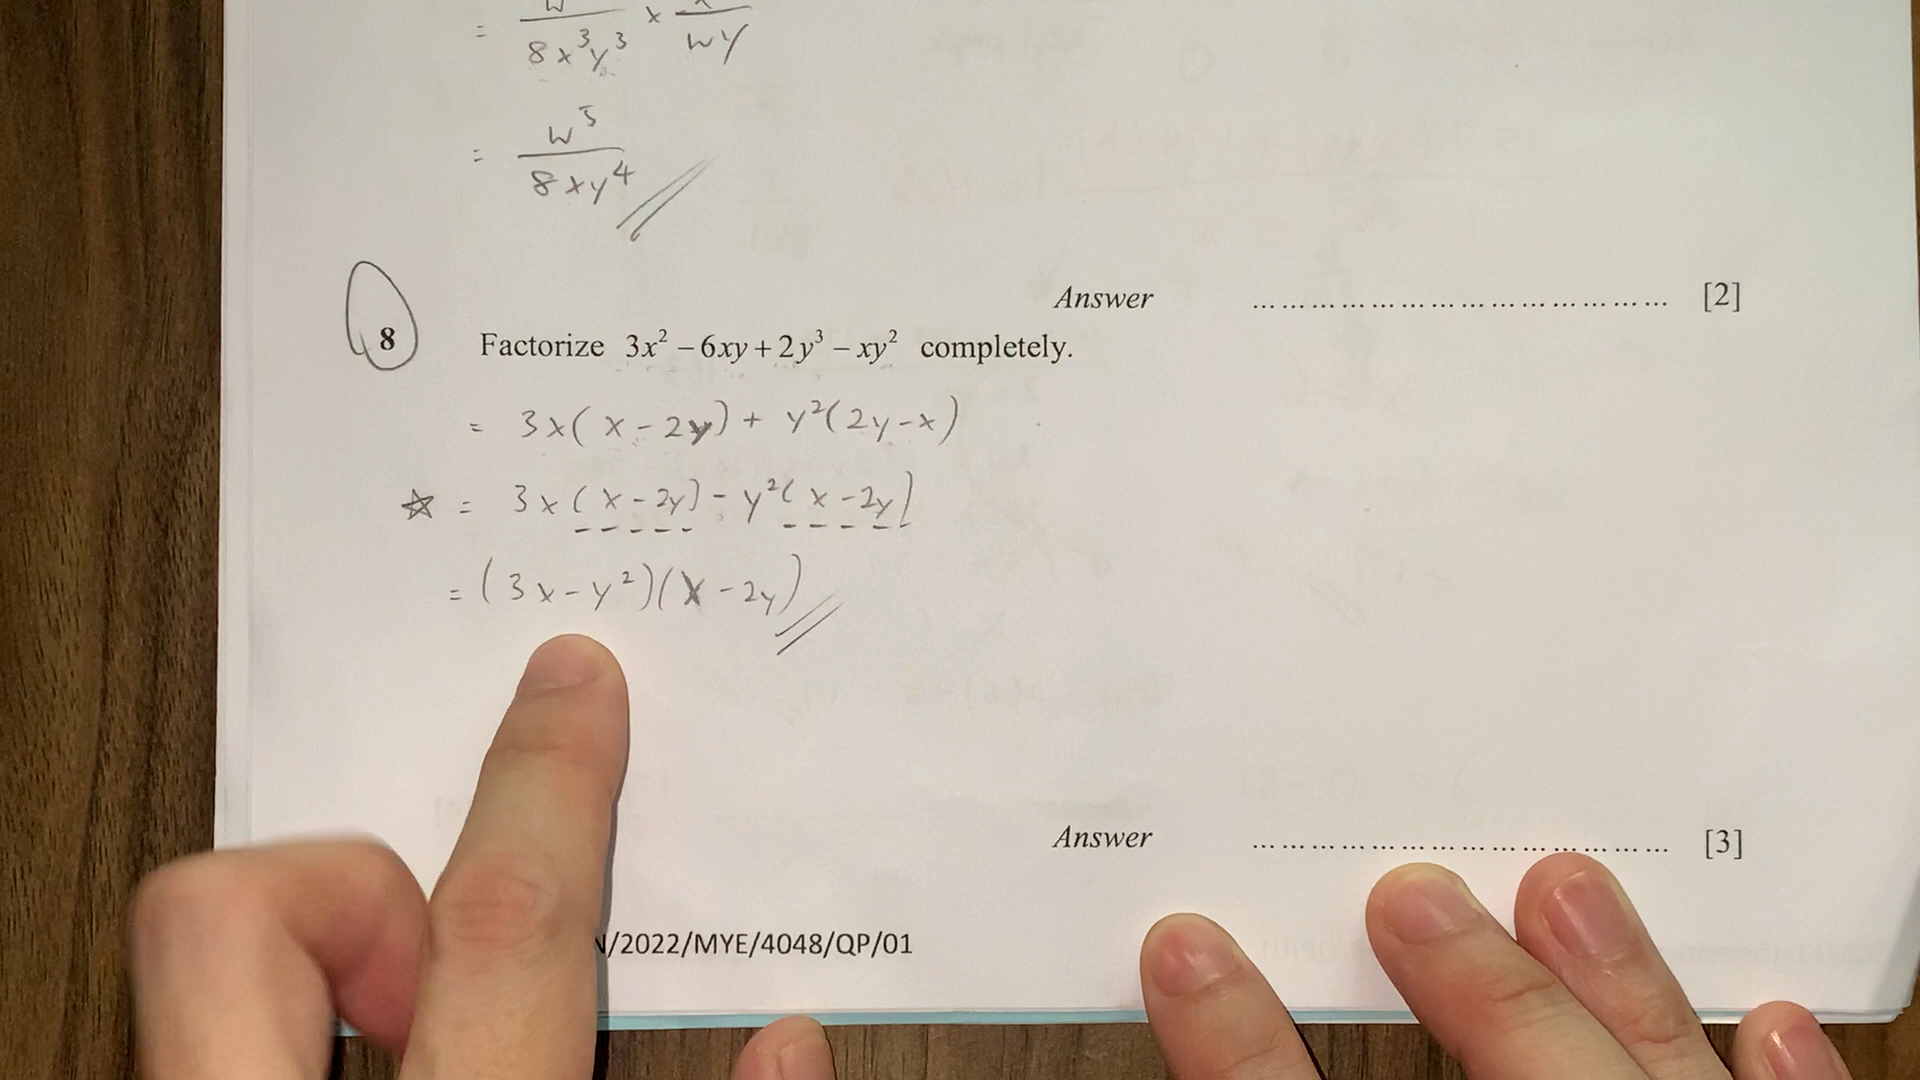 = w / 8x³y³ × / wy
= w⁵ / 8xy⁴
Answer ………………………………… [2]
8 Factorize 3x² – 6xy + 2y³ – xy² completely.
= 3x(x - 2y) + y²(2y - x)
☆ = 3x(x - 2y) - y²(x - 2y)
= (3x - y²)(x - 2y)
Answer ………………………………… [3]
/2022/MYE/4048/QP/01